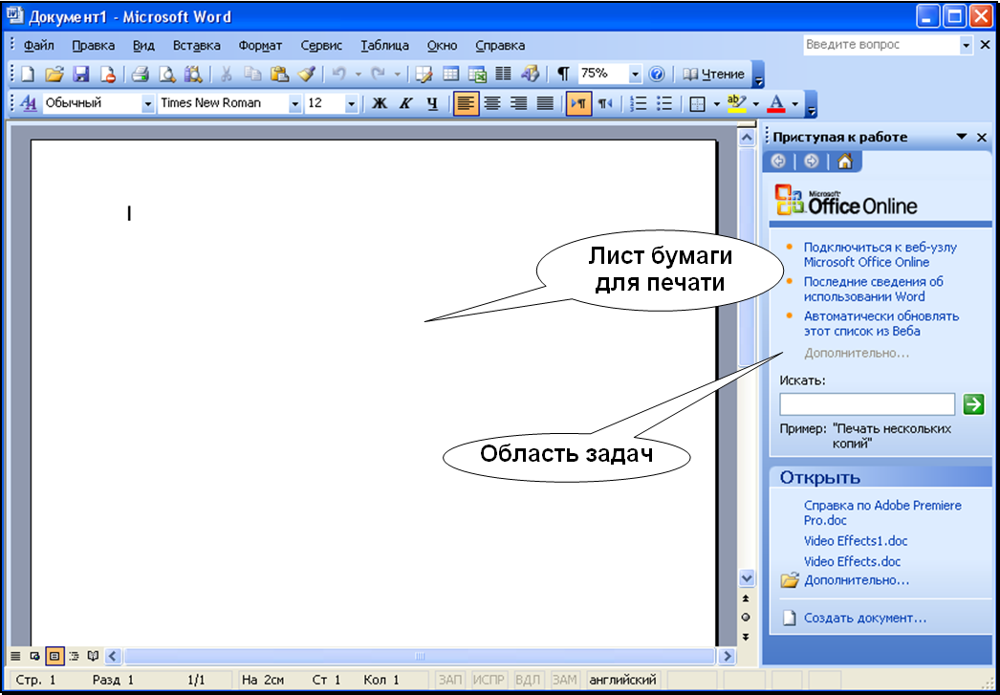 Документ1 - Microsoft Word
Файл Правка Вид Вставка Формат Сервис Таблица Окно Справка Введите вопрос
75% Чтение
Обычный Times New Roman 12 Ж К Ч
Приступая к работе
Microsoft
Office Online
Подключиться к веб-узлу
Microsoft Office Online
Последние сведения об
использовании Word
Автоматически обновлять
этот список из Веба
Дополнительно...
Искать:
Пример: "Печать нескольких
копий"
Лист бумаги
для печати
Область задач
Открыть
Справка по Adobe Premiere
Pro.doc
Video Effects1.doc
Video Effects.doc
Дополнительно...
Создать документ...
Стр. 1 Разд 1 1/1 На 2см Ст 1 Кол 1 ЗАП ИСПР ВДЛ ЗАМ английский